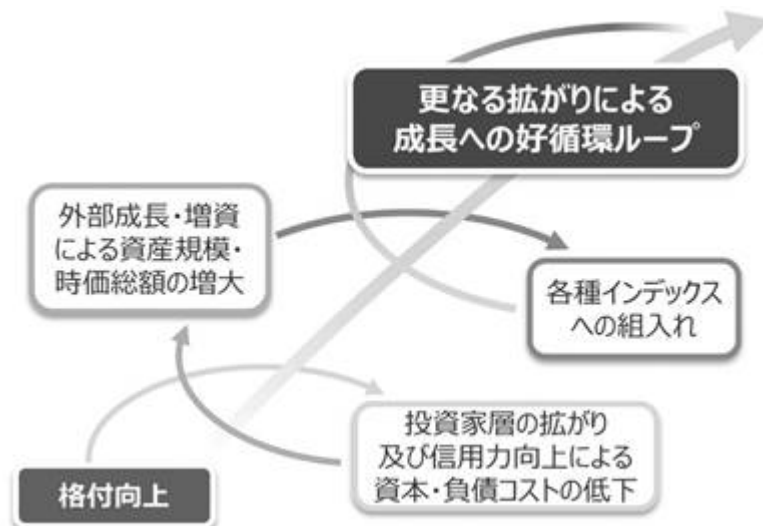 更なる拡がりによる
成長への好循環ループ
外部成長・増資
による資産規模・
時価総額の増大
各種インデックス
への組入れ
投資家層の拡がり
及び信用力向上による
資本・負債コストの低下
格付向上